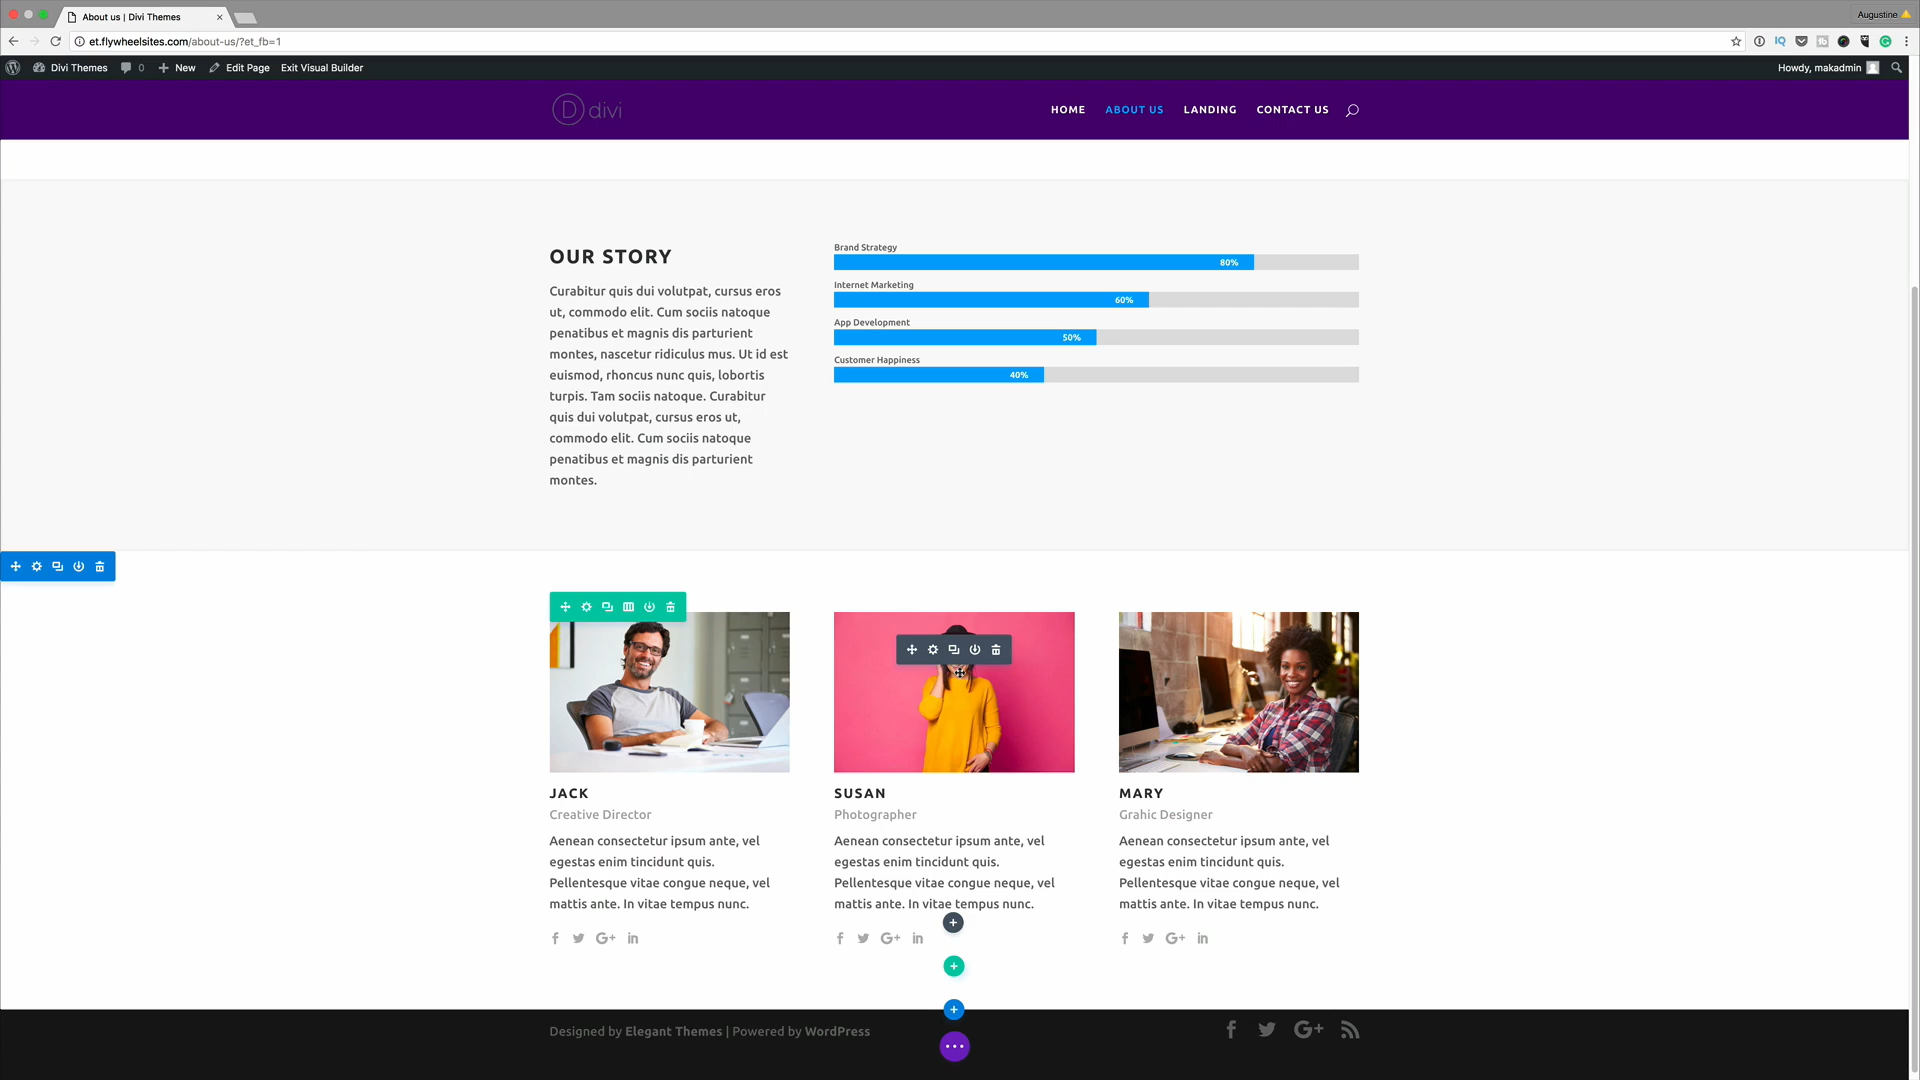 About us | Divi Themes
Augustine
et.flywheelsites.com/about-us/?et_fb=1
Divi Themes 0 New Edit Page Exit Visual Builder
Howdy, makadmin
D divi
HOME ABOUT US LANDING CONTACT US
OUR STORY
Curabitur quis dui volutpat, cursus eros
ut, commodo elit. Cum sociis natoque
penatibus et magnis dis parturient
montes, nascetur ridiculus mus. Ut id est
euismod, rhoncus nunc quis, lobortis
turpis. Tam sociis natoque. Curabitur
quis dui volutpat, cursus eros ut,
commodo elit. Cum sociis natoque
penatibus et magnis dis parturient
montes.
Brand Strategy
80%
Internet Marketing
60%
App Development
50%
Customer Happiness
40%
JACK
Creative Director
Aenean consectetur ipsum ante, vel
egestas enim tincidunt quis.
Pellentesque vitae congue neque, vel
mattis ante. In vitae tempus nunc.
SUSAN
Photographer
Aenean consectetur ipsum ante, vel
egestas enim tincidunt quis.
Pellentesque vitae congue neque, vel
mattis ante. In vitae tempus nunc.
MARY
Grahic Designer
Aenean consectetur ipsum ante, vel
egestas enim tincidunt quis.
Pellentesque vitae congue neque, vel
mattis ante. In vitae tempus nunc.
Designed by Elegant Themes | Powered by WordPress